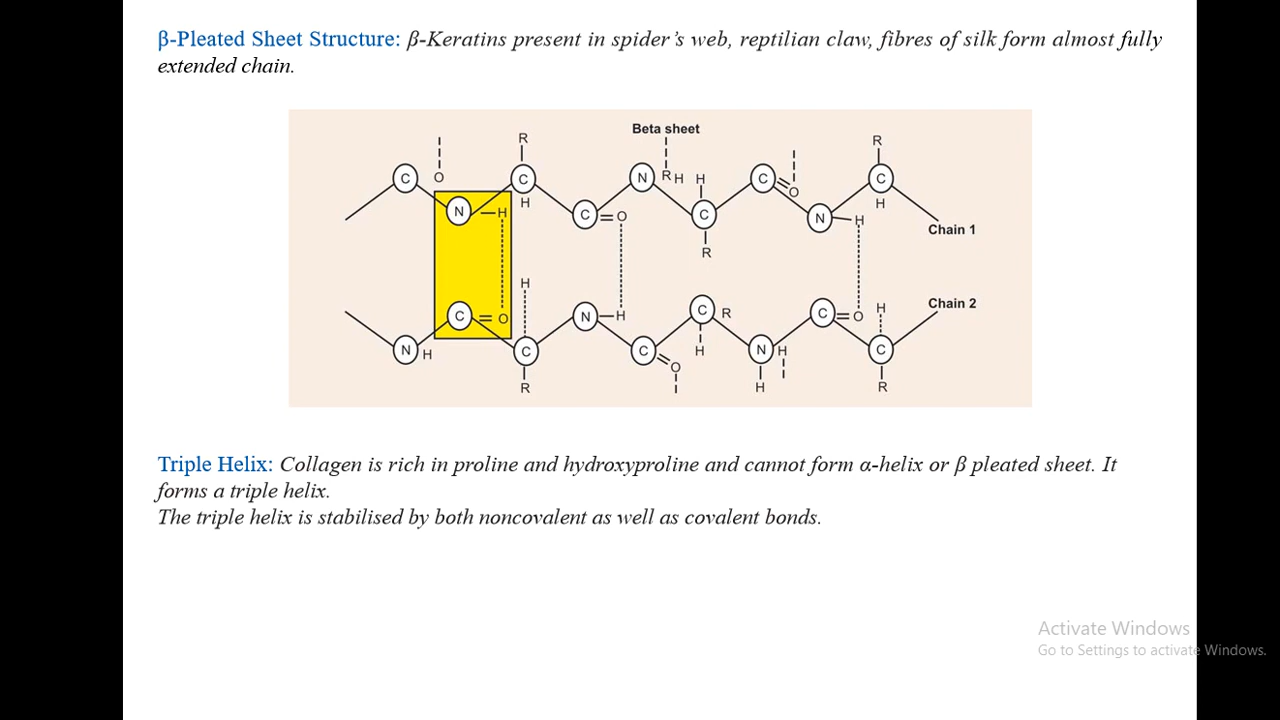 β-Pleated Sheet Structure: β-Keratins present in spider's web, reptilian claw, fibres of silk form almost fully
extended chain.
Beta sheet
R R
C O C N R H H C O C
N H H C O C N H H
R Chain 1
H Chain 2
C O N H C R C O H
N H C C O H N H C
R H R
Triple Helix: Collagen is rich in proline and hydroxyproline and cannot form α-helix or β pleated sheet. It
forms a triple helix.
The triple helix is stabilised by both noncovalent as well as covalent bonds.
Activate Windows
Go to Settings to activate Windows.